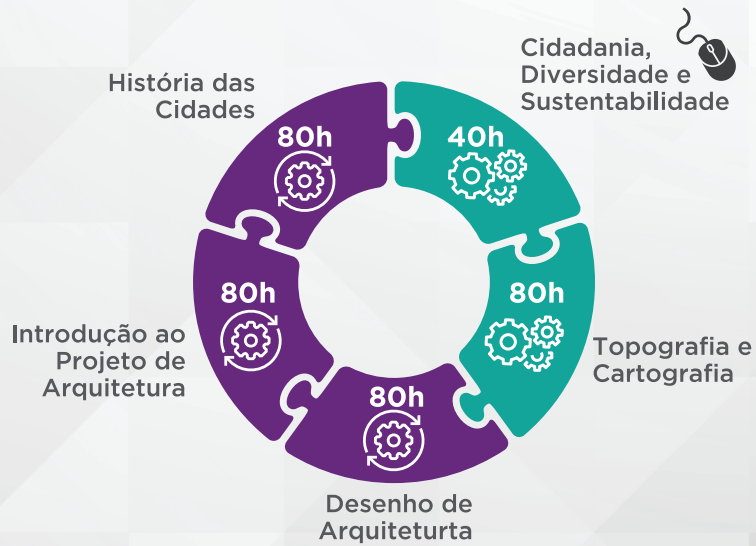 Cidadania,
Diversidade e
Sustentabilidade
História das
Cidades
80h
40h
80h
80h
Introdução ao
Projeto de
Arquitetura
Topografia e
Cartografia
80h
Desenho de
Arquiteturta